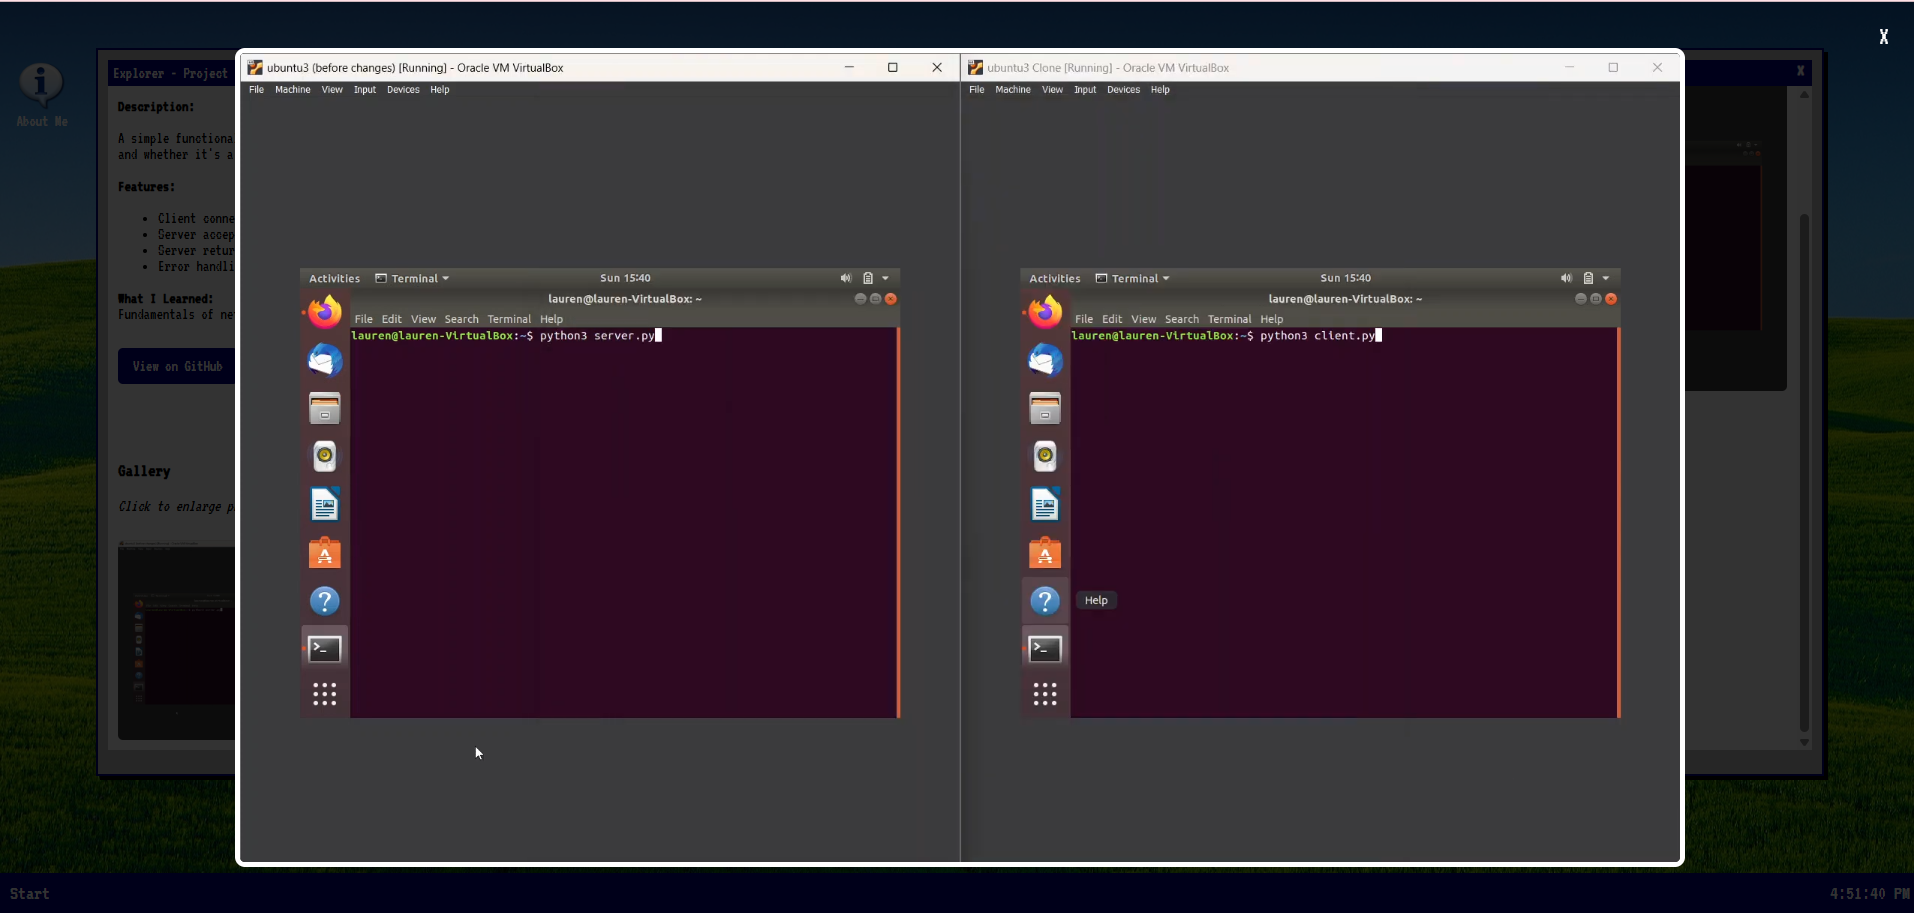 X
About Me
Explorer - Project
X
Description:
A simple functiona
and whether it's a
Features:
Client conne
Server accep
Server retur
Error handli
What I Learned:
Fundamentals of ne
View on GitHub
Gallery
Click to enlarge p
ubuntu3 (before changes) [Running] - Oracle VM VirtualBox
File Machine View Input Devices Help
Activities Terminal Sun 15:40
lauren@lauren-VirtualBox: ~
File Edit View Search Terminal Help
lauren@lauren-VirtualBox:~$ python3 server.py
ubuntu3 Clone [Running] - Oracle VM VirtualBox
File Machine View Input Devices Help
Activities Terminal Sun 15:40
lauren@lauren-VirtualBox: ~
File Edit View Search Terminal Help
lauren@lauren-VirtualBox:~$ python3 client.py
Help
Start
4:51:40 PM